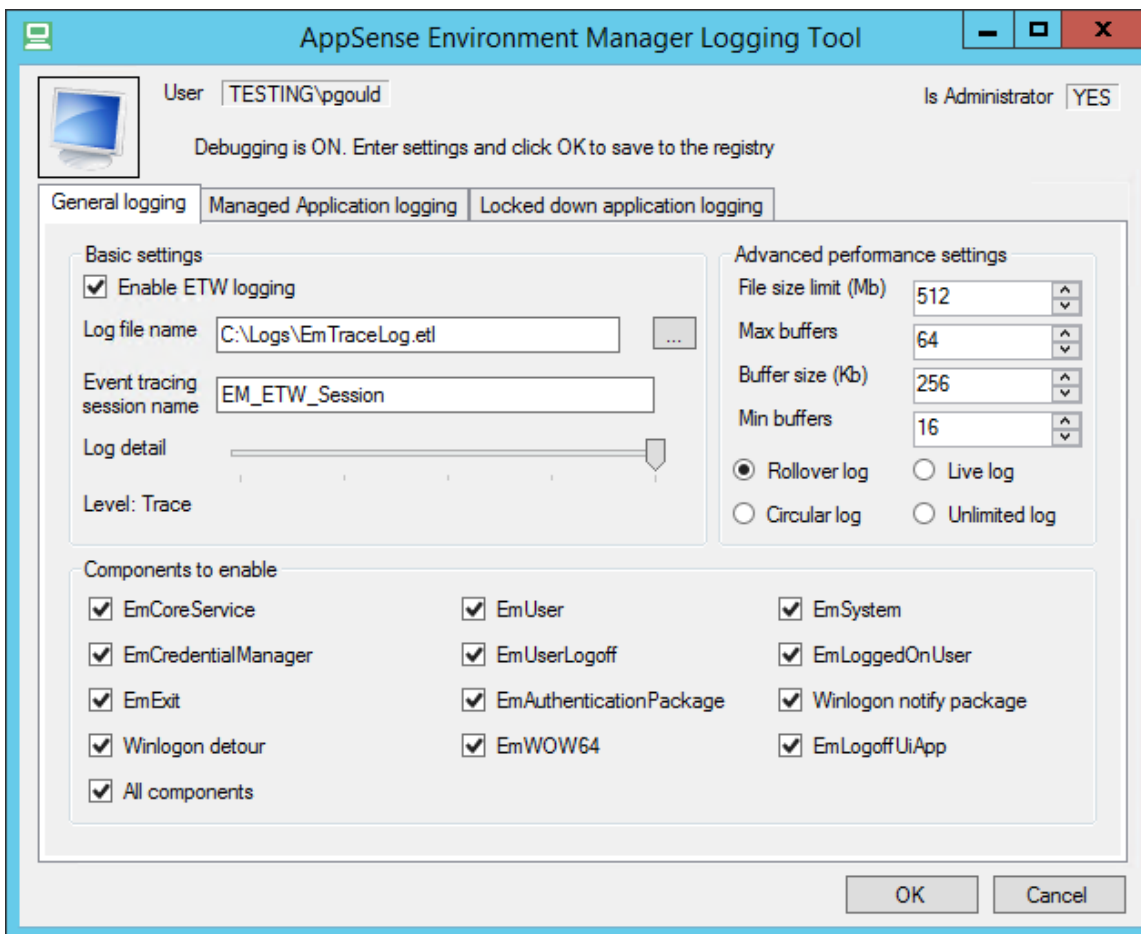 AppSense Environment Manager Logging Tool
User TESTING\pgould Is Administrator YES
Debugging is ON. Enter settings and click OK to save to the registry
General logging Managed Application logging Locked down application logging
Basic settings
Enable ETW logging
Log file name C:\Logs\EmTraceLog.etl ...
Event tracing
session name EM_ETW_Session
Log detail
Level: Trace
Advanced performance settings
File size limit (Mb) 512
Max buffers 64
Buffer size (Kb) 256
Min buffers 16
Rollover log Live log
Circular log Unlimited log
Components to enable
EmCoreService EmUser EmSystem
EmCredentialManager EmUserLogoff EmLoggedOnUser
EmExit EmAuthenticationPackage Winlogon notify package
Winlogon detour EmWOW64 EmLogoffUiApp
All components
OK Cancel